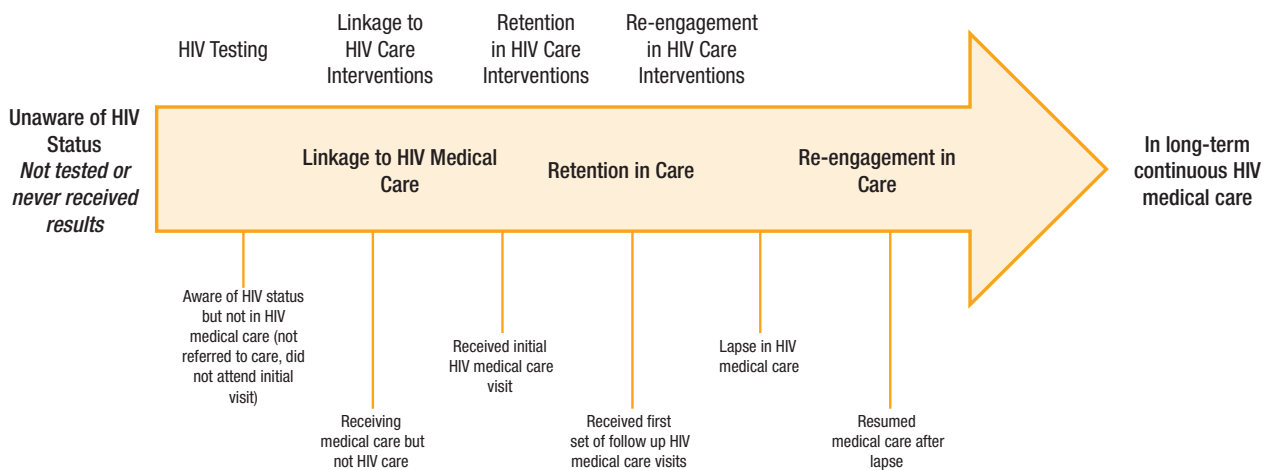 HIV Testing
Linkage to
HIV Care
Interventions
Retention
in HIV Care
Interventions
Re-engagement
in HIV Care
Interventions
Unaware of HIV
Status
Not tested or
never received
results
Linkage to HIV Medical
Care
Retention in Care
Re-engagement in
Care
In long-term
continuous HIV
medical care
Aware of HIV status
but not in HIV
medical care (not
referred to care, did
not attend initial
visit)
Receiving
medical care but
not HIV care
Received initial
HIV medical care
visit
Received first
set of follow up HIV
medical care visits
Lapse in HIV
medical care
Resumed
medical care after
lapse